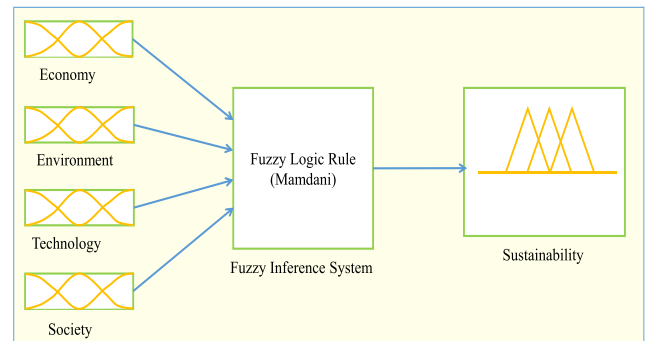 Economy
Environment
Technology
Society
Fuzzy Logic Rule
(Mamdani)
Fuzzy Inference System
Sustainability